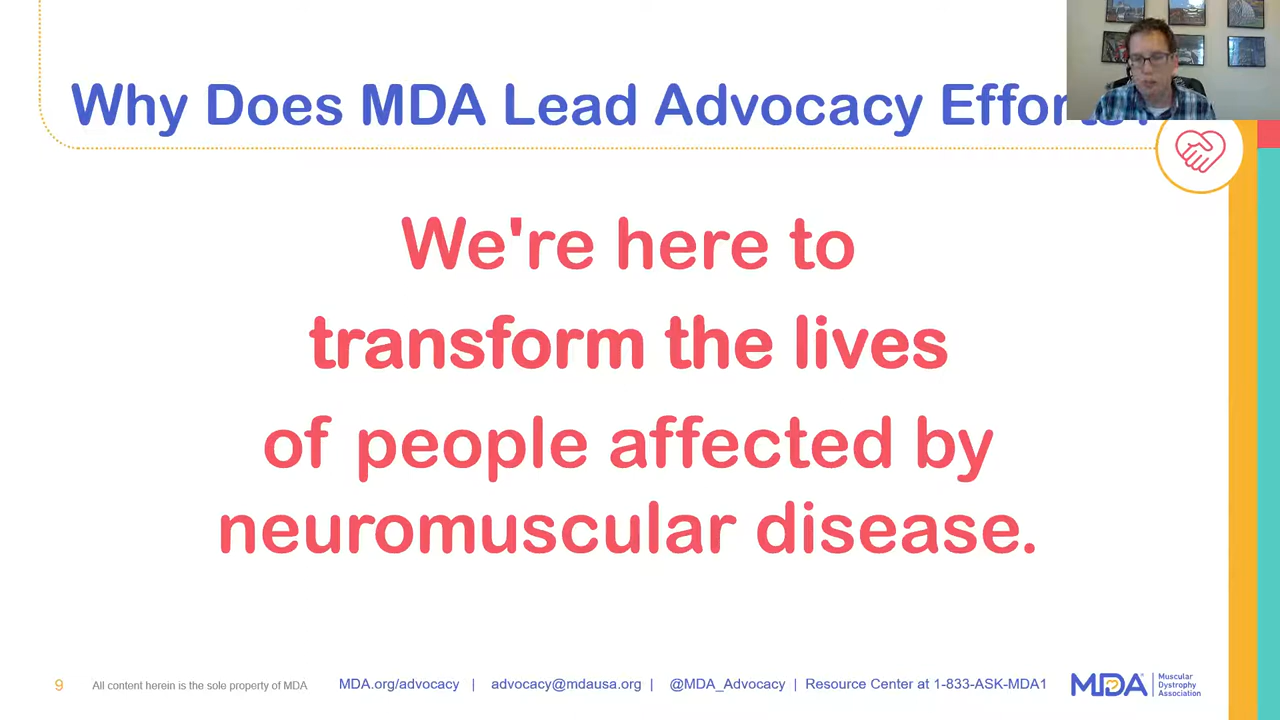 Why Does MDA Lead Advocacy Efforts?
We're here to
transform the lives
of people affected by
neuromuscular disease.
9
All content herein is the sole property of MDA
MDA.org/advocacy | advocacy@mdausa.org | @MDA_Advocacy | Resource Center at 1-833-ASK-MDA1
MDA
Muscular
Dystrophy
Association